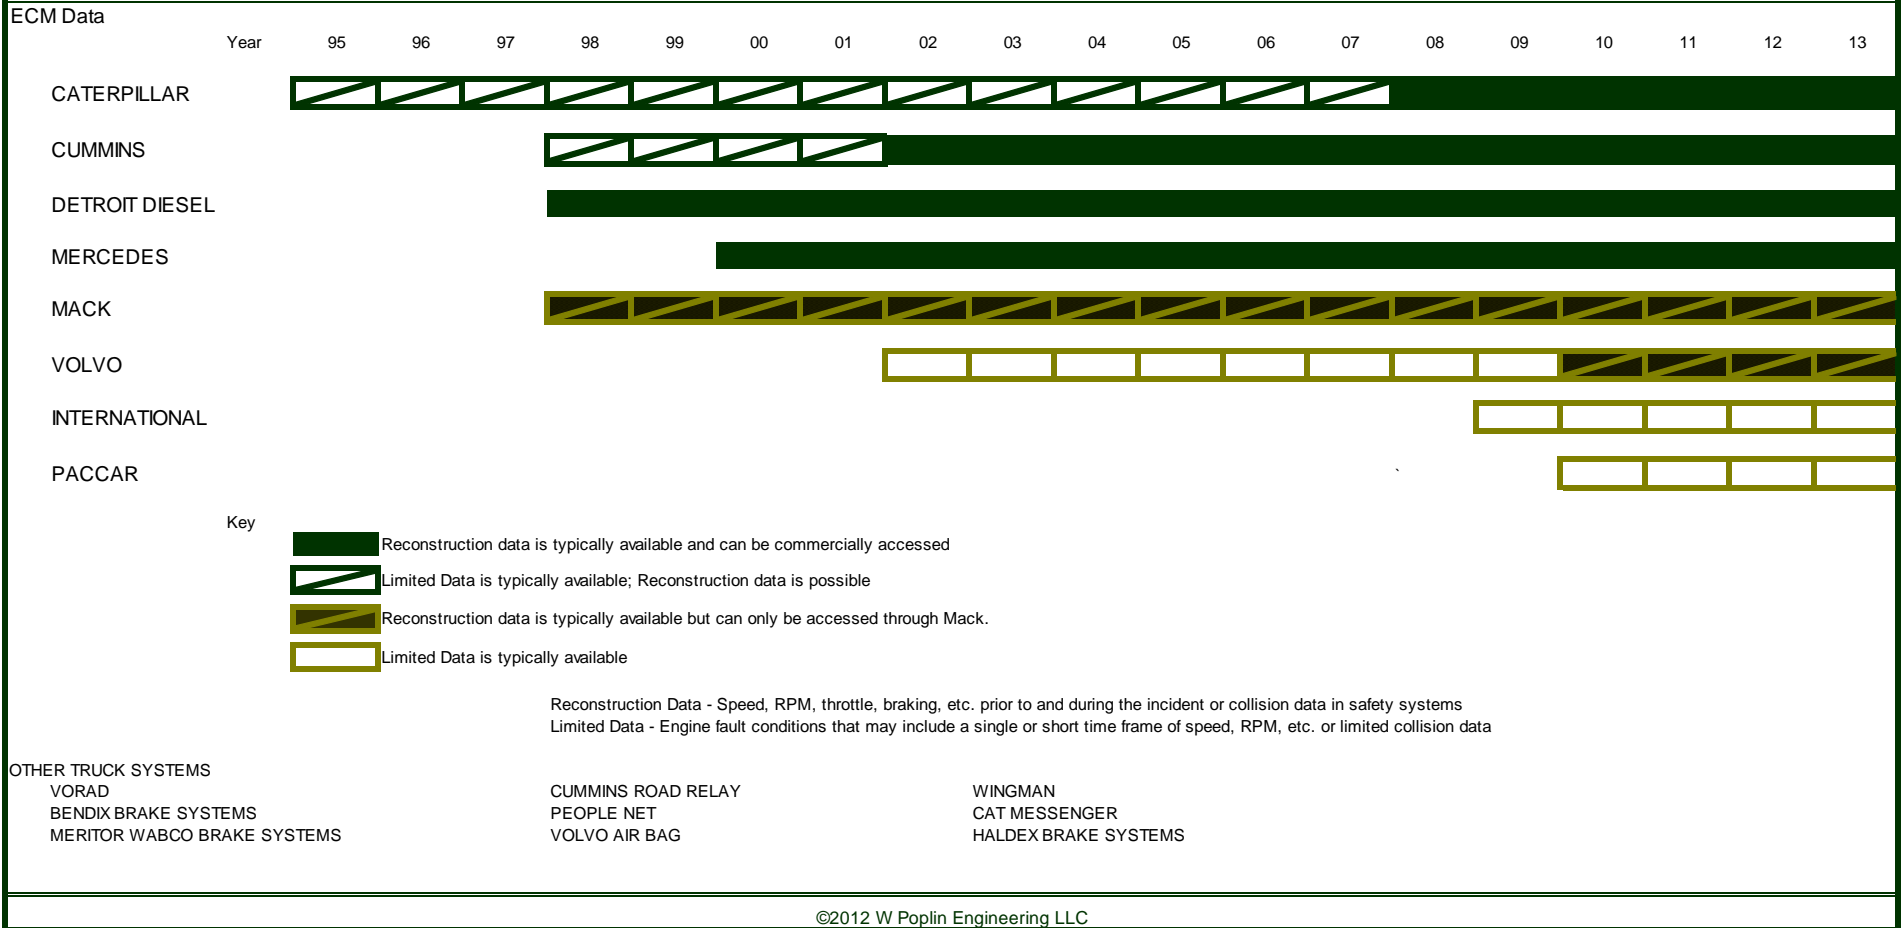 ECM Data
Year 95 96 97 98 99 00 01 02 03 04 05 06 07 08 09 10 11 12 13
CATERPILLAR
CUMMINS
DETROIT DIESEL
MERCEDES
MACK
VOLVO
INTERNATIONAL
PACCAR `
Key
Reconstruction data is typically available and can be commercially accessed
Limited Data is typically available; Reconstruction data is possible
Reconstruction data is typically available but can only be accessed through Mack.
Limited Data is typically available
Reconstruction Data - Speed, RPM, throttle, braking, etc. prior to and during the incident or collision data in safety systems
Limited Data - Engine fault conditions that may include a single or short time frame of speed, RPM, etc. or limited collision data
OTHER TRUCK SYSTEMS
VORAD CUMMINS ROAD RELAY WINGMAN
BENDIX BRAKE SYSTEMS PEOPLE NET CAT MESSENGER
MERITOR WABCO BRAKE SYSTEMS VOLVO AIR BAG HALDEX BRAKE SYSTEMS
©2012 W Poplin Engineering LLC